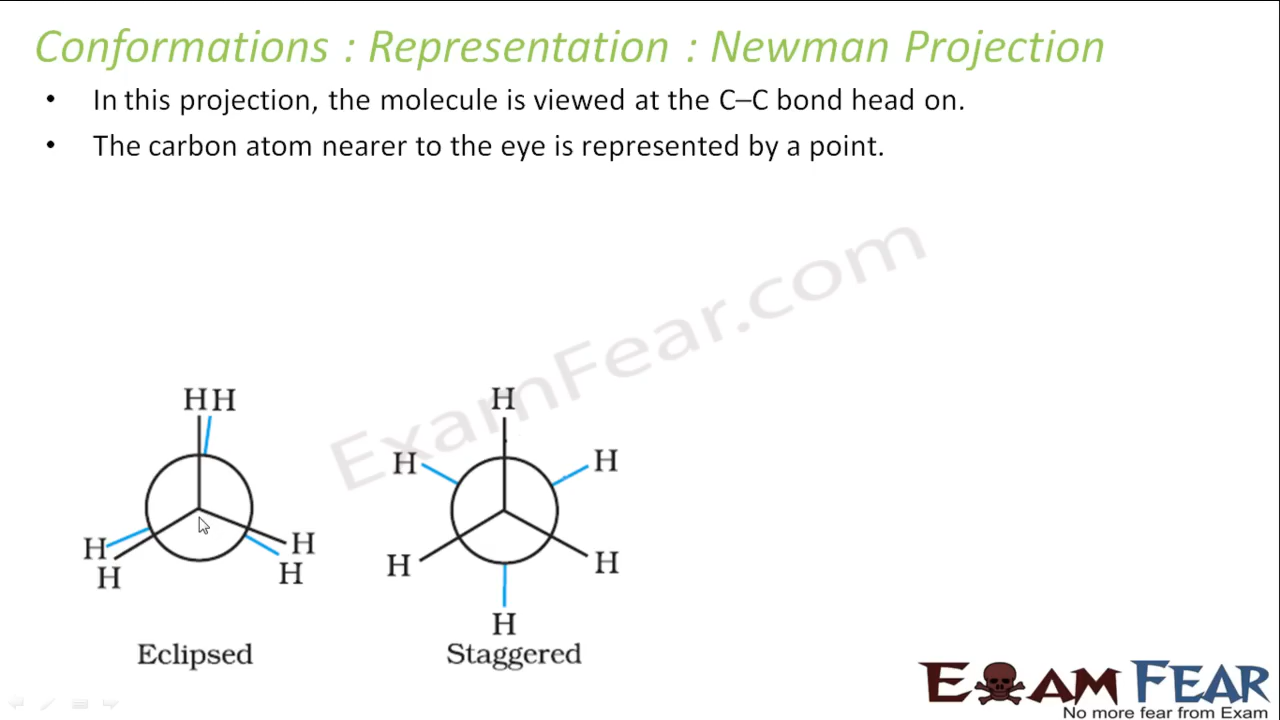 Conformations : Representation : Newman Projection
• In this projection, the molecule is viewed at the C–C bond head on.
• The carbon atom nearer to the eye is represented by a point.
ExamFear.com
H H
H
H
H
H
H
Eclipsed
H
H
H
H
H
H
Staggered
EXAM FEAR
No more fear from Exam